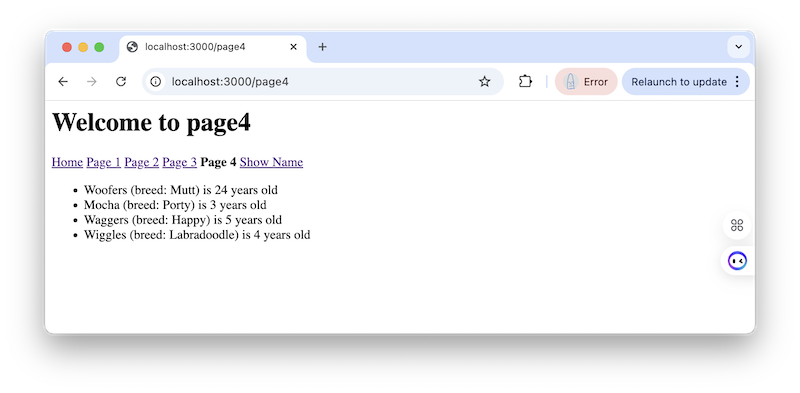 localhost:3000/page4
localhost:3000/page4
Error
Relaunch to update
Welcome to page4
Home Page 1 Page 2 Page 3 Page 4 Show Name
Woofers (breed: Mutt) is 24 years old
Mocha (breed: Porty) is 3 years old
Waggers (breed: Happy) is 5 years old
Wiggles (breed: Labradoodle) is 4 years old